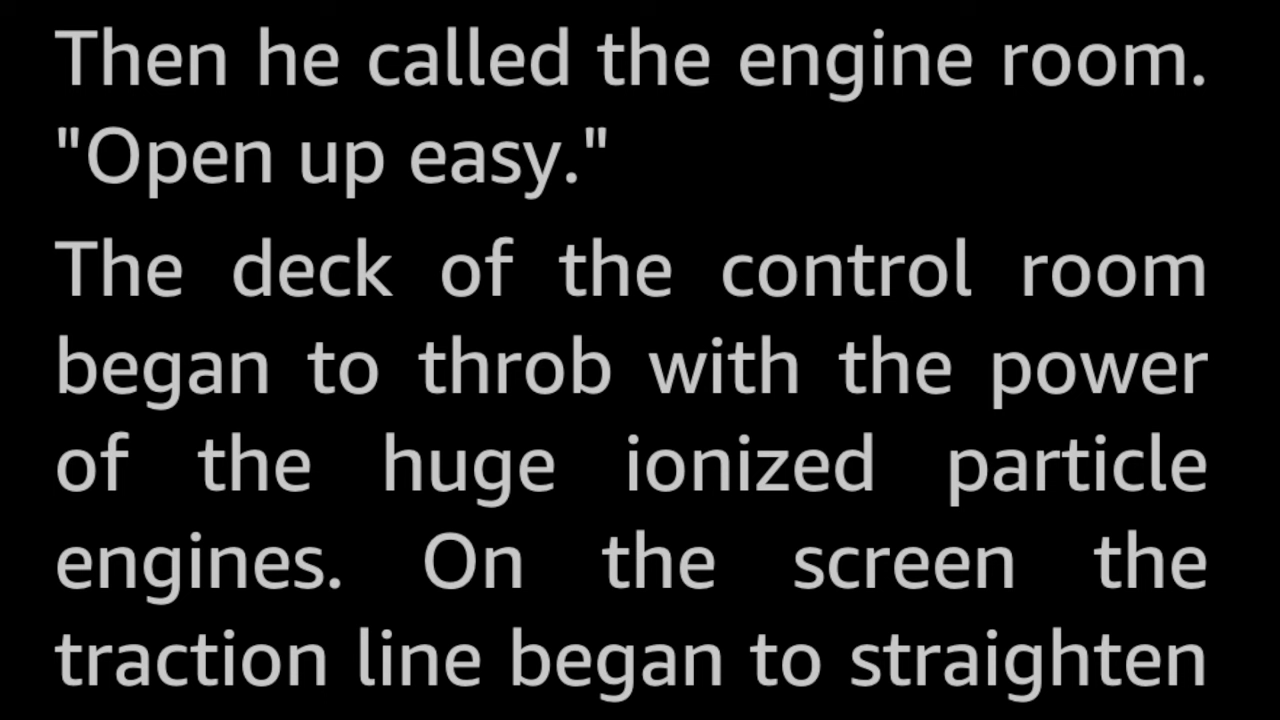 Then he called the engine room.
"Open up easy."
The deck of the control room
began to throb with the power
of the huge ionized particle
engines. On the screen the
traction line began to straighten